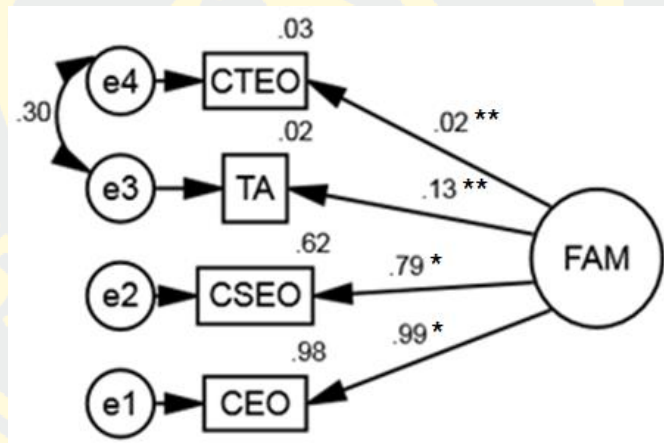 .03
e4
CTEO
.30
.02 **
.02
e3
TA
.13 **
FAM
.62
e2
CSEO
.79 *
.98
.99 *
e1
CEO